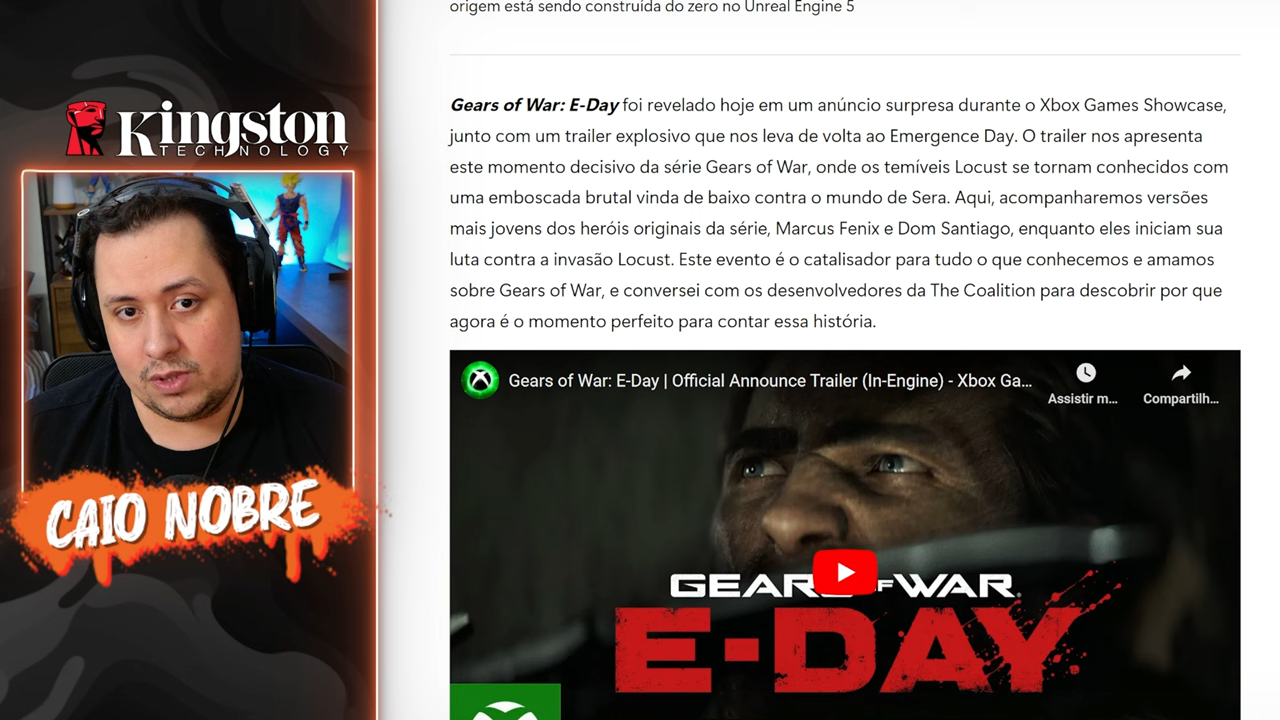 origem está sendo construída do zero no Unreal Engine 5
Kingston
TECHNOLOGY
Gears of War: E-Day foi revelado hoje em um anúncio surpresa durante o Xbox Games Showcase,
junto com um trailer explosivo que nos leva de volta ao Emergence Day. O trailer nos apresenta
este momento decisivo da série Gears of War, onde os temíveis Locust se tornam conhecidos com
uma emboscada brutal vinda de baixo contra o mundo de Sera. Aqui, acompanharemos versões
mais jovens dos heróis originais da série, Marcus Fenix e Dom Santiago, enquanto eles iniciam sua
luta contra a invasão Locust. Este evento é o catalisador para tudo o que conhecemos e amamos
sobre Gears of War, e conversei com os desenvolvedores da The Coalition para descobrir por que
agora é o momento perfeito para contar essa história.
Gears of War: E-Day | Official Announce Trailer (In-Engine) - Xbox Ga...
Assistir m...
Compartilh...
CAIO NOBRE
GEARS OF WAR
E-DAY